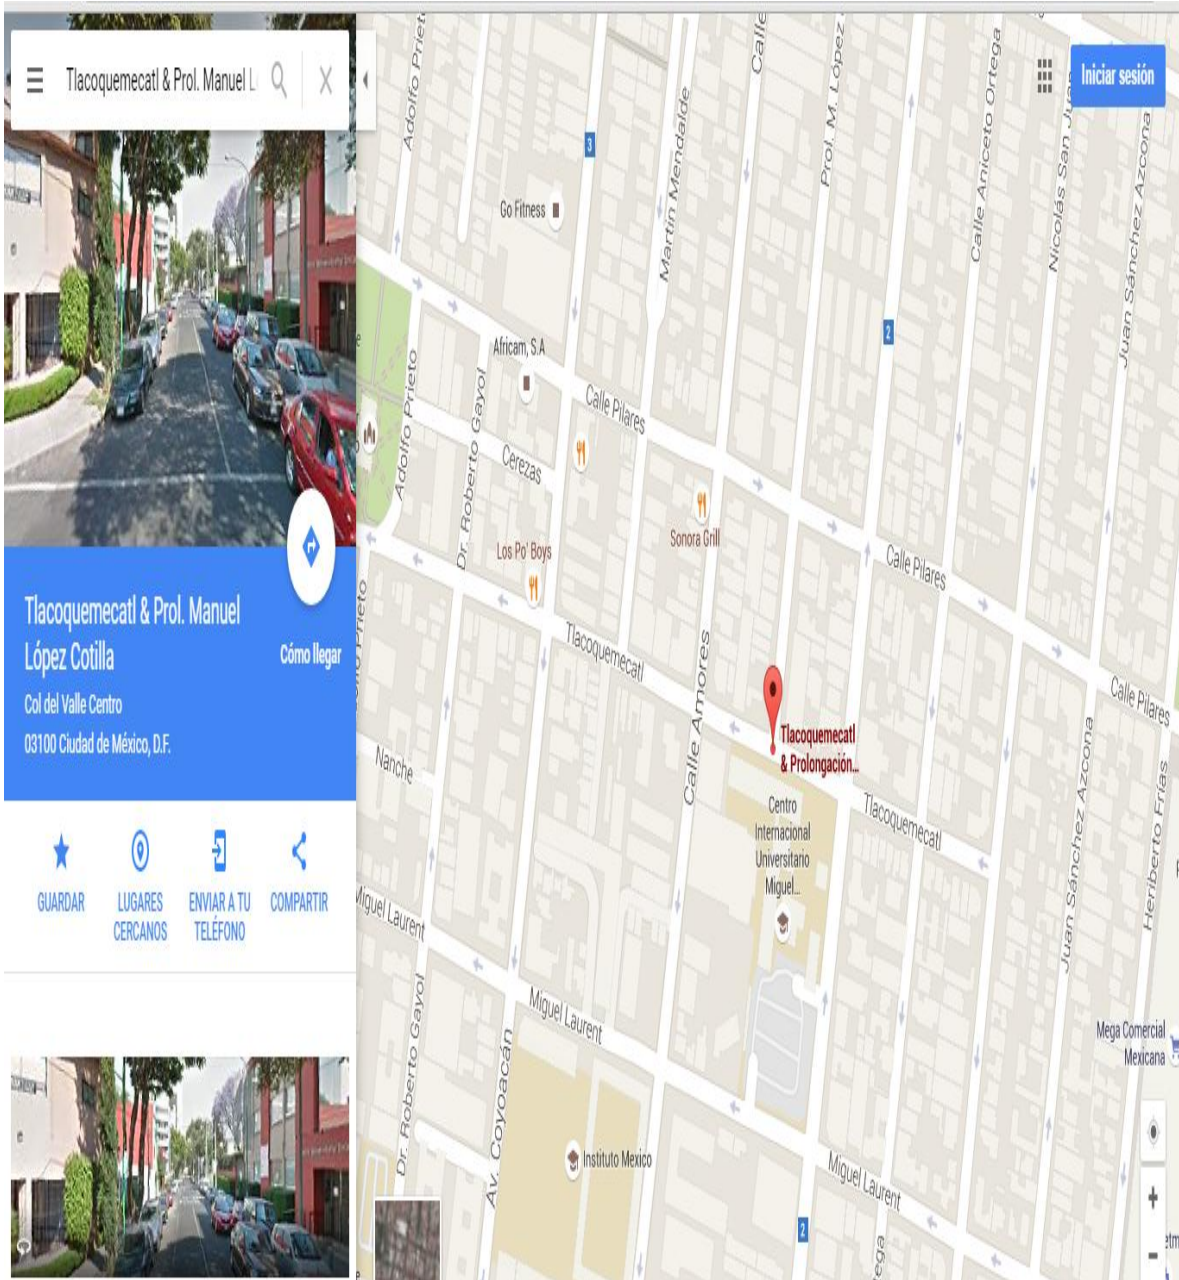 Tlacoquemecatl & Prol. Manuel L
Tlacoquemecatl & Prol. Manuel
López Cotilla
Cómo llegar
Col del Valle Centro
03100 Ciudad de México, D.F.
GUARDAR
LUGARES
CERCANOS
ENVIAR A TU
TELÉFONO
COMPARTIR
Iniciar sesión
Adolfo Prieto
Calle
Prol. M. López
Calle Aniceto Ortega
Nicolás San Juan
Juan Sánchez Azcona
Martin Mendalde
3
Go Fitness
2
Africam, S.A
Calle Pilares
Adolfo Prieto
Dr. Roberto Gayol
Cerezas
Sonora Grill
Los Po' Boys
Calle Pilares
Tlacoquemecatl
Calle Pilares
Tlacoquemecatl
& Prolongación...
Calle Amores
Nanche
Centro
Internacional
Universitario
Miguel...
Tlacoquemecatl
Juan Sánchez Azcona
Heriberto Frías
Miguel Laurent
Miguel Laurent
Dr. Roberto Gayol
Av. Coyoacán
Mega Comercial
Mexicana
Instituto Mexico
Miguel Laurent
2